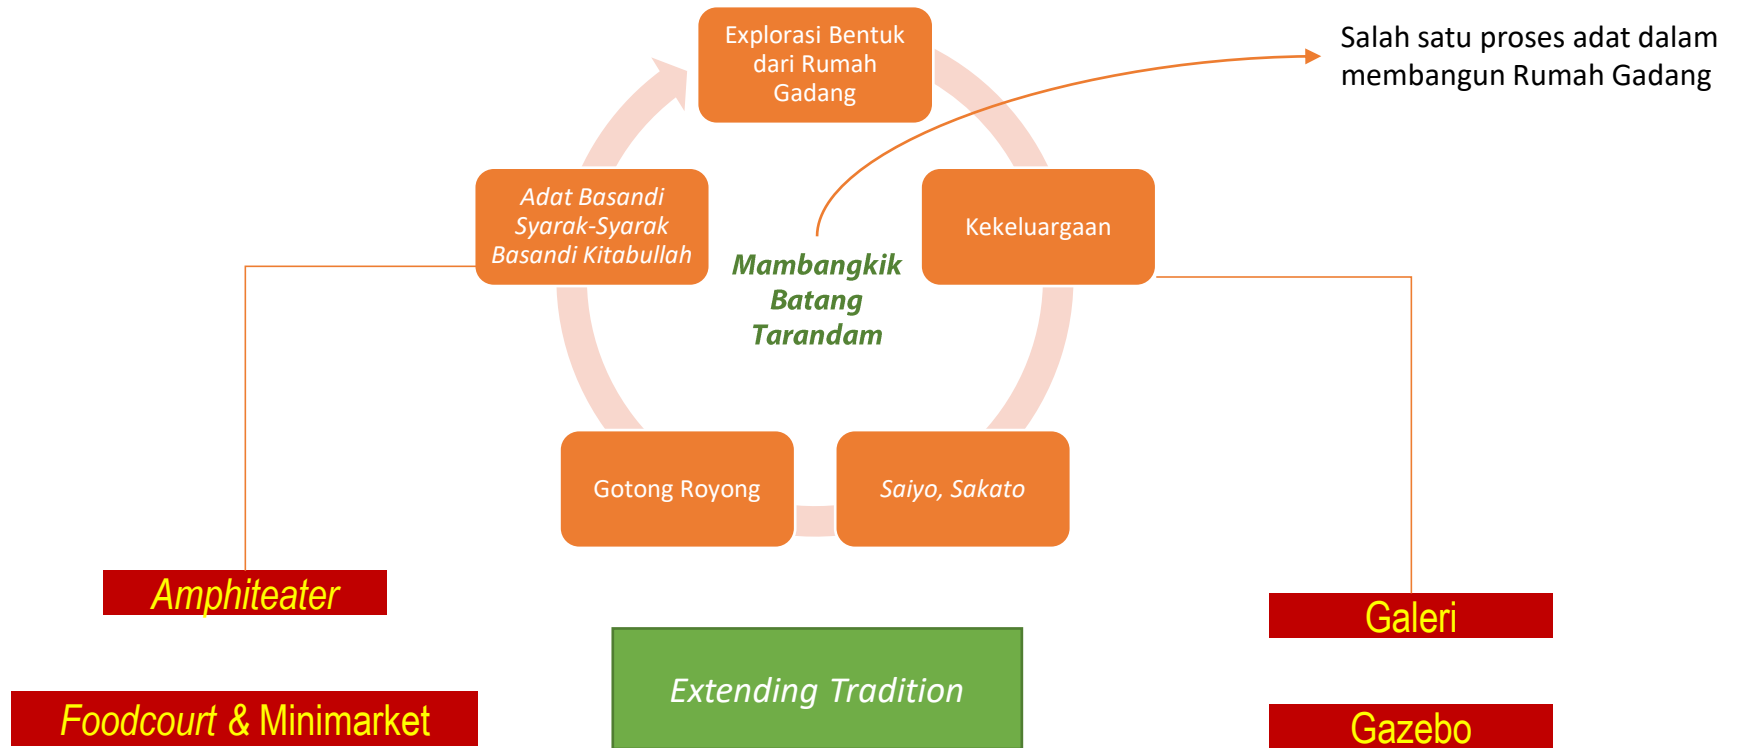 Explorasi Bentuk
dari Rumah
Gadang
Salah satu proses adat dalam
membangun Rumah Gadang
Adat Basandi
Syarak-Syarak
Basandi Kitabullah
Kekeluargaan
Mambangkik
Batang
Tarandam
Gotong Royong
Saiyo, Sakato
Amphiteater
Galeri
Extending Tradition
Foodcourt & Minimarket
Gazebo